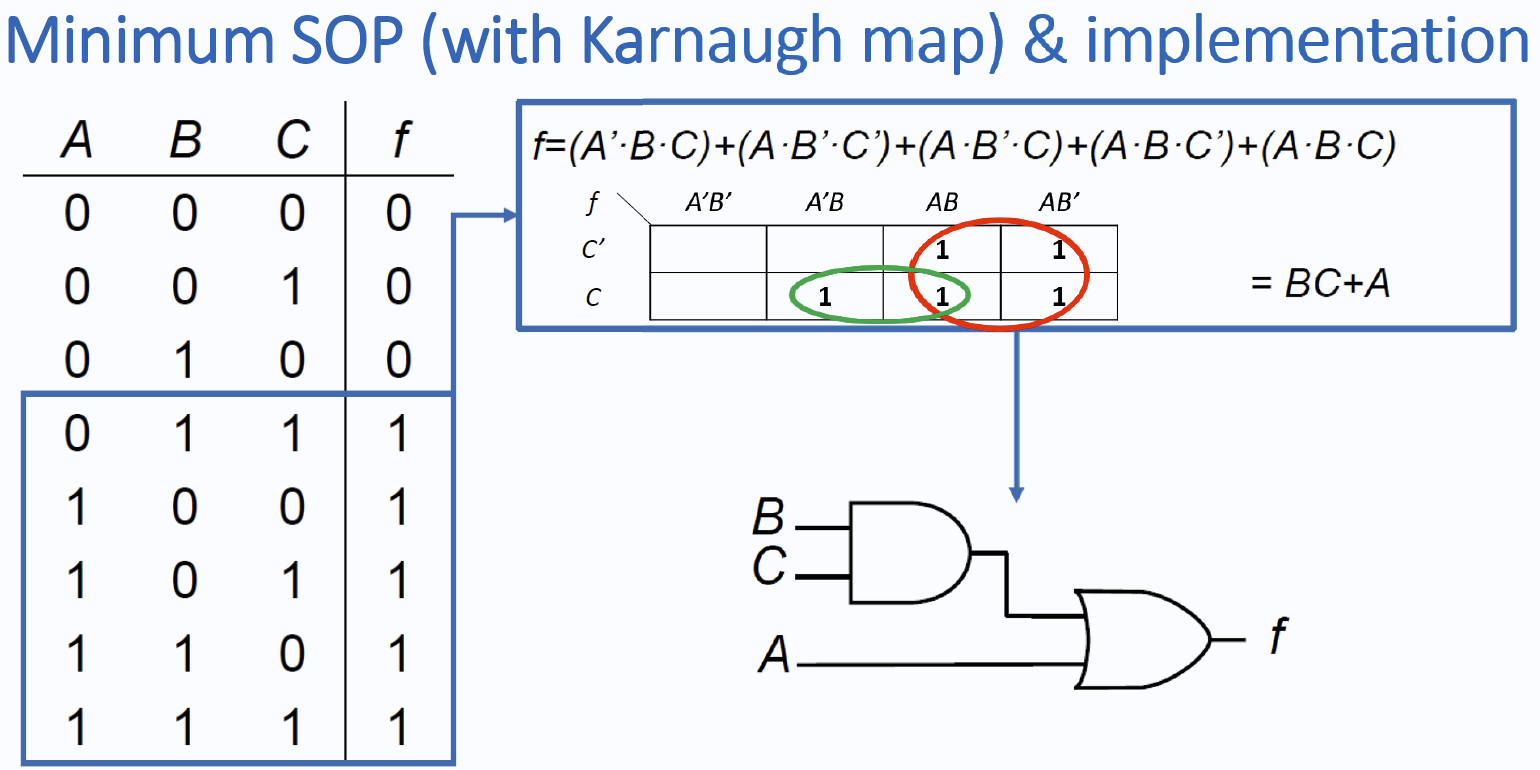 Minimum SOP (with Karnaugh map) & implementation
A B C f
0 0 0 0
0 0 1 0
0 1 0 0
0 1 1 1
1 0 0 1
1 0 1 1
1 1 0 1
1 1 1 1
f=(A’·B·C)+(A·B’·C’)+(A·B’·C)+(A·B·C’)+(A·B·C)
f A’B’ A’B AB AB’
C’ 1 1
C 1 1 1
= BC+A
B
C
A
f